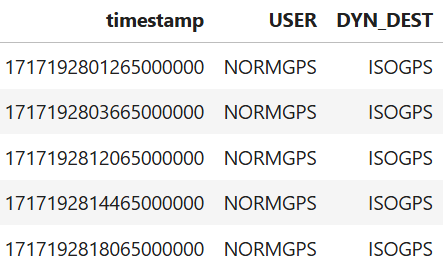 timestamp USER DYN_DEST
1717192801265000000 NORMGPS ISOGPS
1717192803665000000 NORMGPS ISOGPS
1717192812065000000 NORMGPS ISOGPS
1717192814465000000 NORMGPS ISOGPS
1717192818065000000 NORMGPS ISOGPS